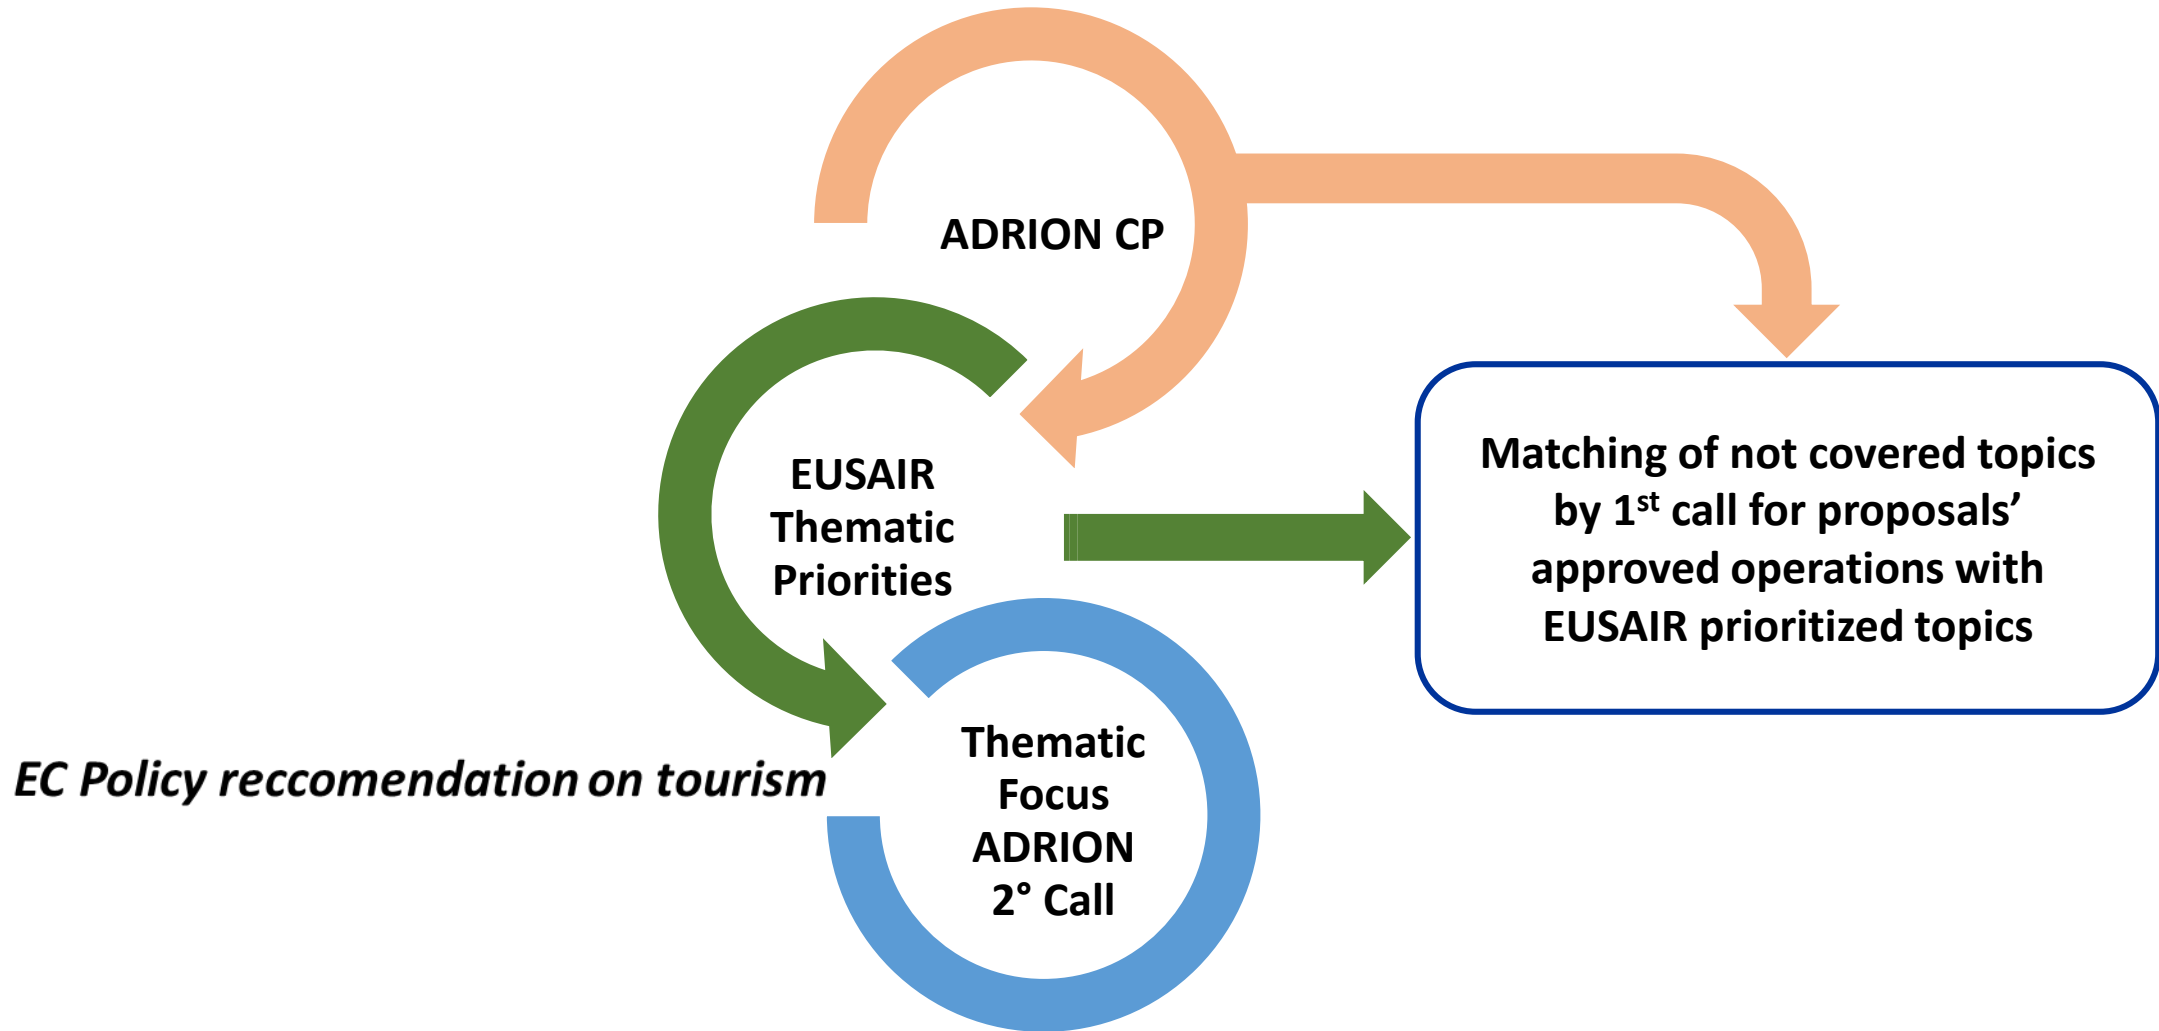 ADRION CP
EUSAIR
Thematic
Priorities
Matching of not covered topics
by 1st call for proposals’
approved operations with
EUSAIR prioritized topics
EC Policy reccomendation on tourism
Thematic
Focus
ADRION
2° Call